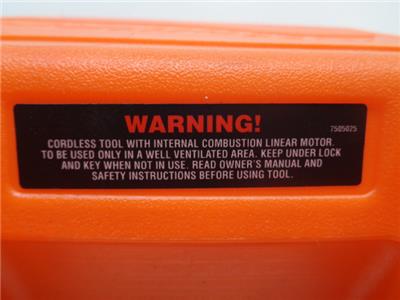 WARNING!
7505025
CORDLESS TOOL WITH INTERNAL COMBUSTION LINEAR MOTOR.
TO BE USED ONLY IN A WELL VENTILATED AREA. KEEP UNDER LOCK
AND KEY WHEN NOT IN USE. READ OWNER'S MANUAL AND
SAFETY INSTRUCTIONS BEFORE USING TOOL.